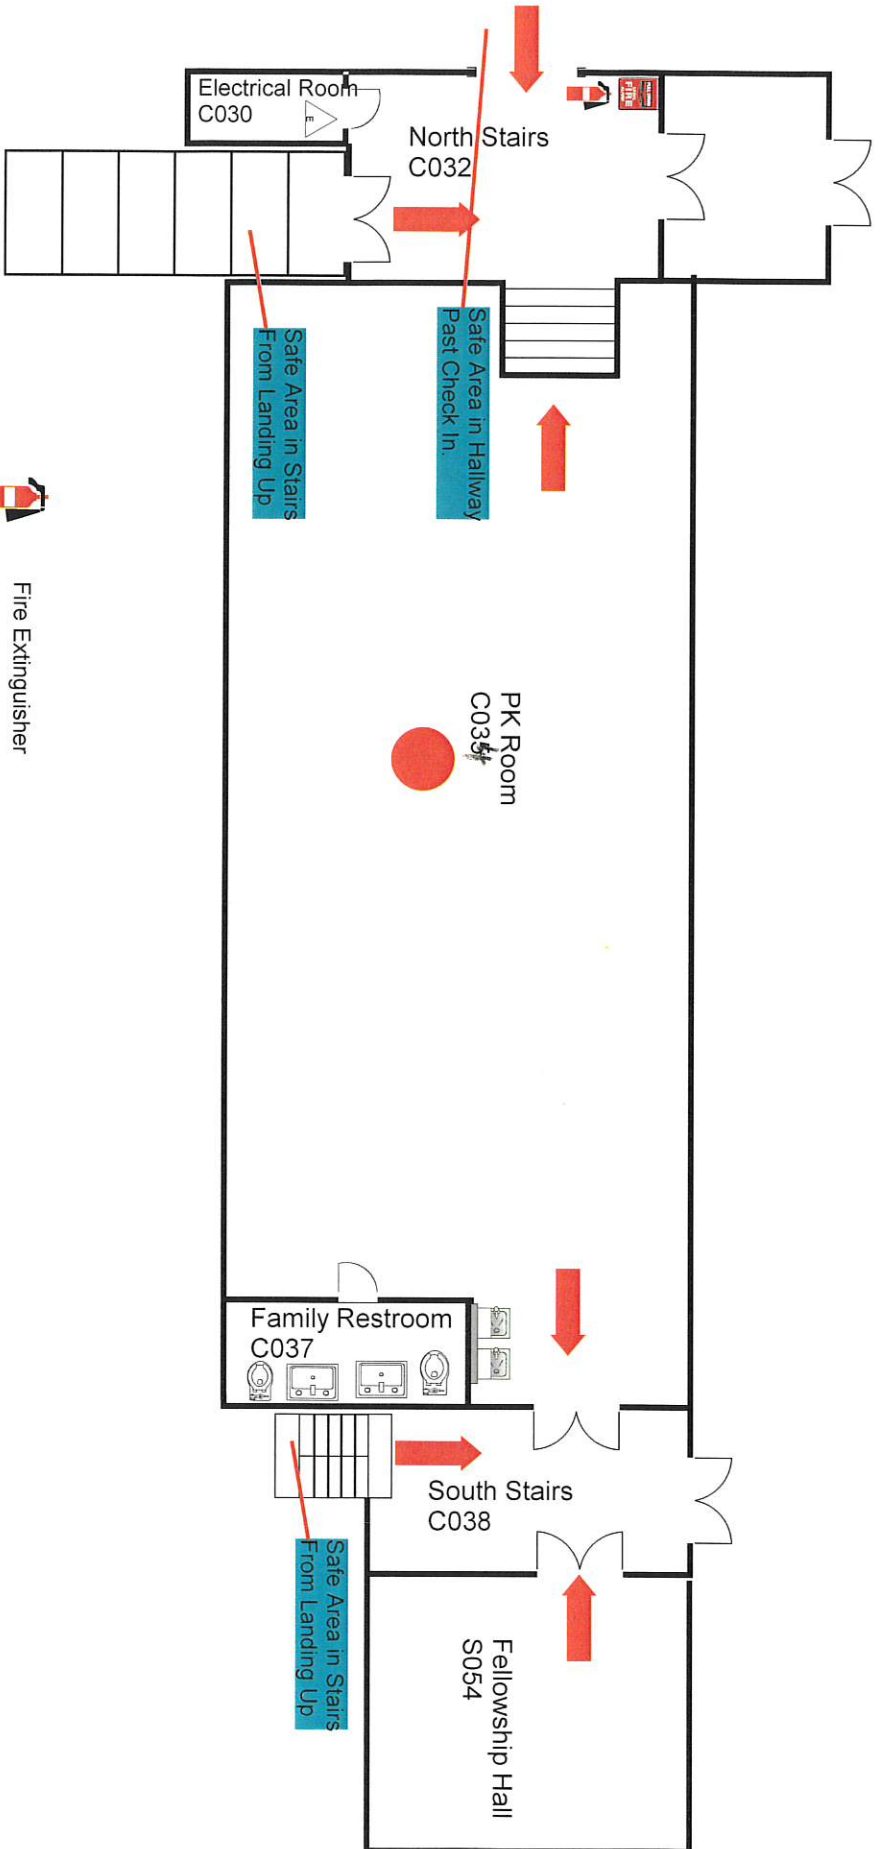 Electrical Room
C030
North Stairs
C032
FIRE
Safe Area in Hallway
Past Check In.
Safe Area in Stairs
From Landing Up
Fire Extinguisher
PK Room
C035
Family Restroom
C037
South Stairs
C038
Safe Area in Stairs
From Landing Up
Fellowship Hall
S054